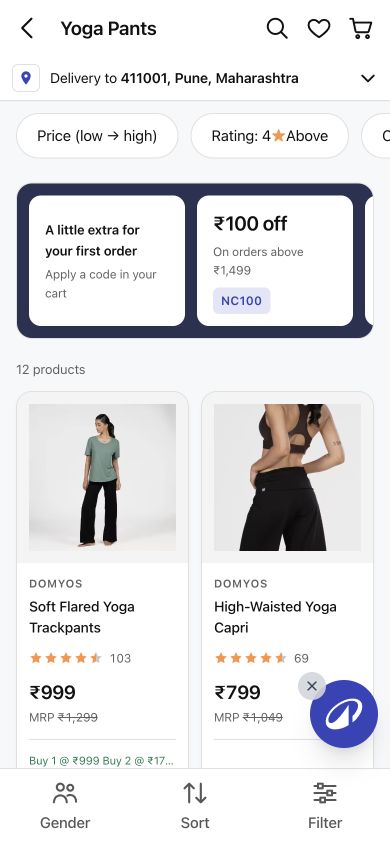 Yoga Pants
Delivery to 411001, Pune, Maharashtra
Price (low → high)
Rating: 4★Above
A little extra for
your first order
Apply a code in your
cart
₹100 off
On orders above
₹1,499
NC100
12 products
DOMYOS
Soft Flared Yoga
Trackpants
103
₹999
MRP ₹1,299
Buy 1 @ ₹999 Buy 2 @ ₹17...
DOMYOS
High-Waisted Yoga
Capri
69
₹799
MRP ₹1,049
Gender
Sort
Filter